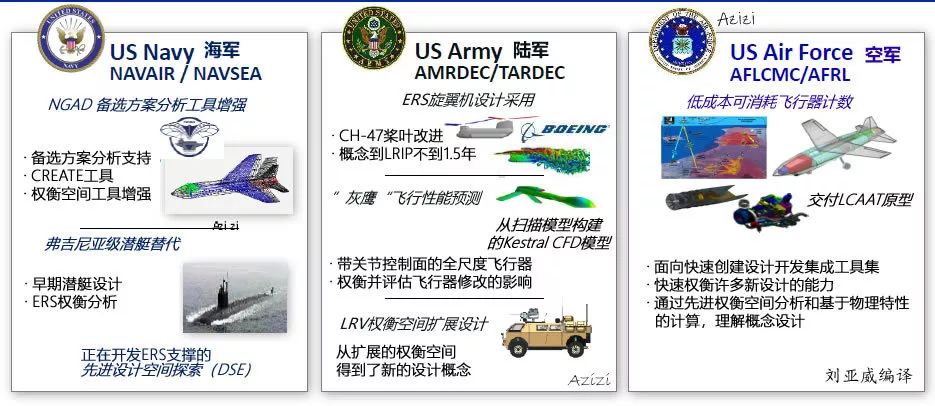 Azizi
US Navy 海军
NAVAIR / NAVSEA
NGAD 备选方案分析工具增强
· 备选方案分析支持
· CREATE工具
· 权衡空间工具增强
Azizi
弗吉尼亚级潜艇替代
· 早期潜艇设计
· ERS权衡分析
正在开发ERS支撑的
先进设计空间探索（DSE）
US Army 陆军
AMRDEC/TARDEC
ERS旋翼机设计采用
· CH-47桨叶改进
· 概念到LRIP不到1.5年
BOEING
”灰鹰“飞行性能预测
从扫描模型构建
的Kestral CFD模型
· 带关节控制面的全尺度飞行器
· 权衡并评估飞行器修改的影响
LRV权衡空间扩展设计
从扩展的权衡空间
得到了新的设计概念
Azizi
US Air Force 空军
AFLCMC/AFRL
低成本可消耗飞行器计数
交付LCAAT原型
· 面向快速创建设计开发集成工具集
· 快速权衡许多新设计的能力
· 通过先进权衡空间分析和基于物理特性
的计算，理解概念设计
刘亚威编译